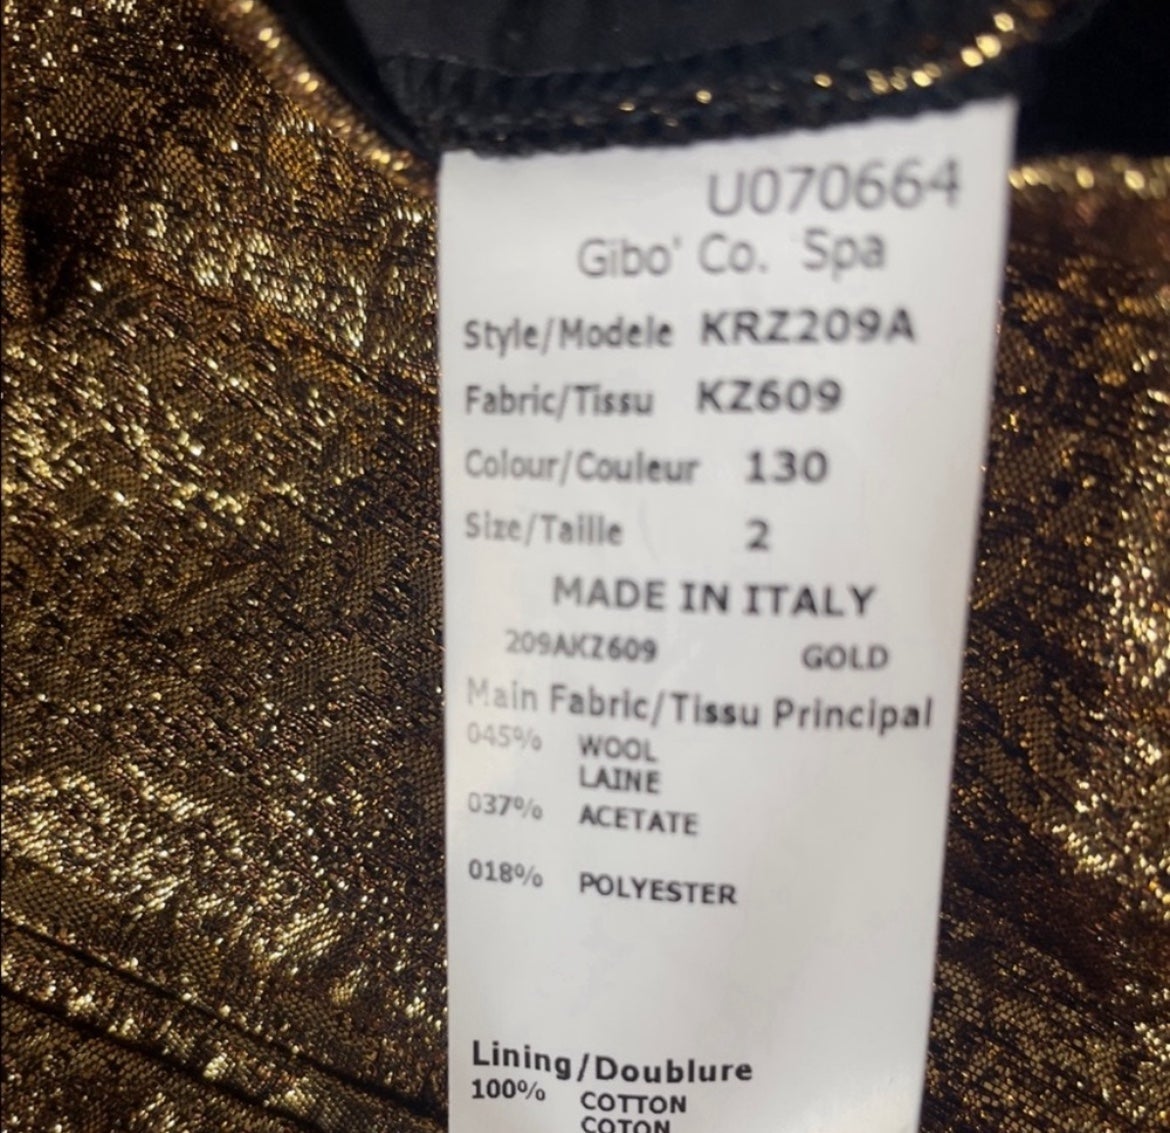 U070664
Gibo' Co. Spa
Style/Modele KRZ209A
Fabric/Tissu KZ609
Colour/Couleur 130
Size/Taille 2
MADE IN ITALY
209AKZ609 GOLD
Main Fabric/Tissu Principal
045% WOOL
LAINE
037% ACETATE
018% POLYESTER
Lining/Doublure
100% COTTON
COTON